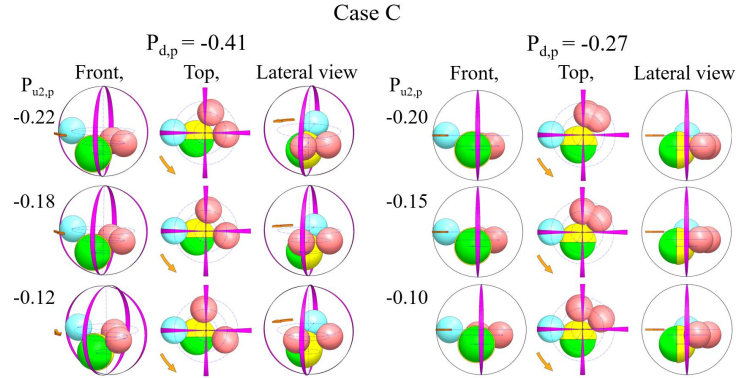 Case C
P_d,p = -0.41
P_d,p = -0.27
P_u2,p Front, Top, Lateral view
P_u2,p Front, Top, Lateral view
-0.22
-0.18
-0.12
-0.20
-0.15
-0.10